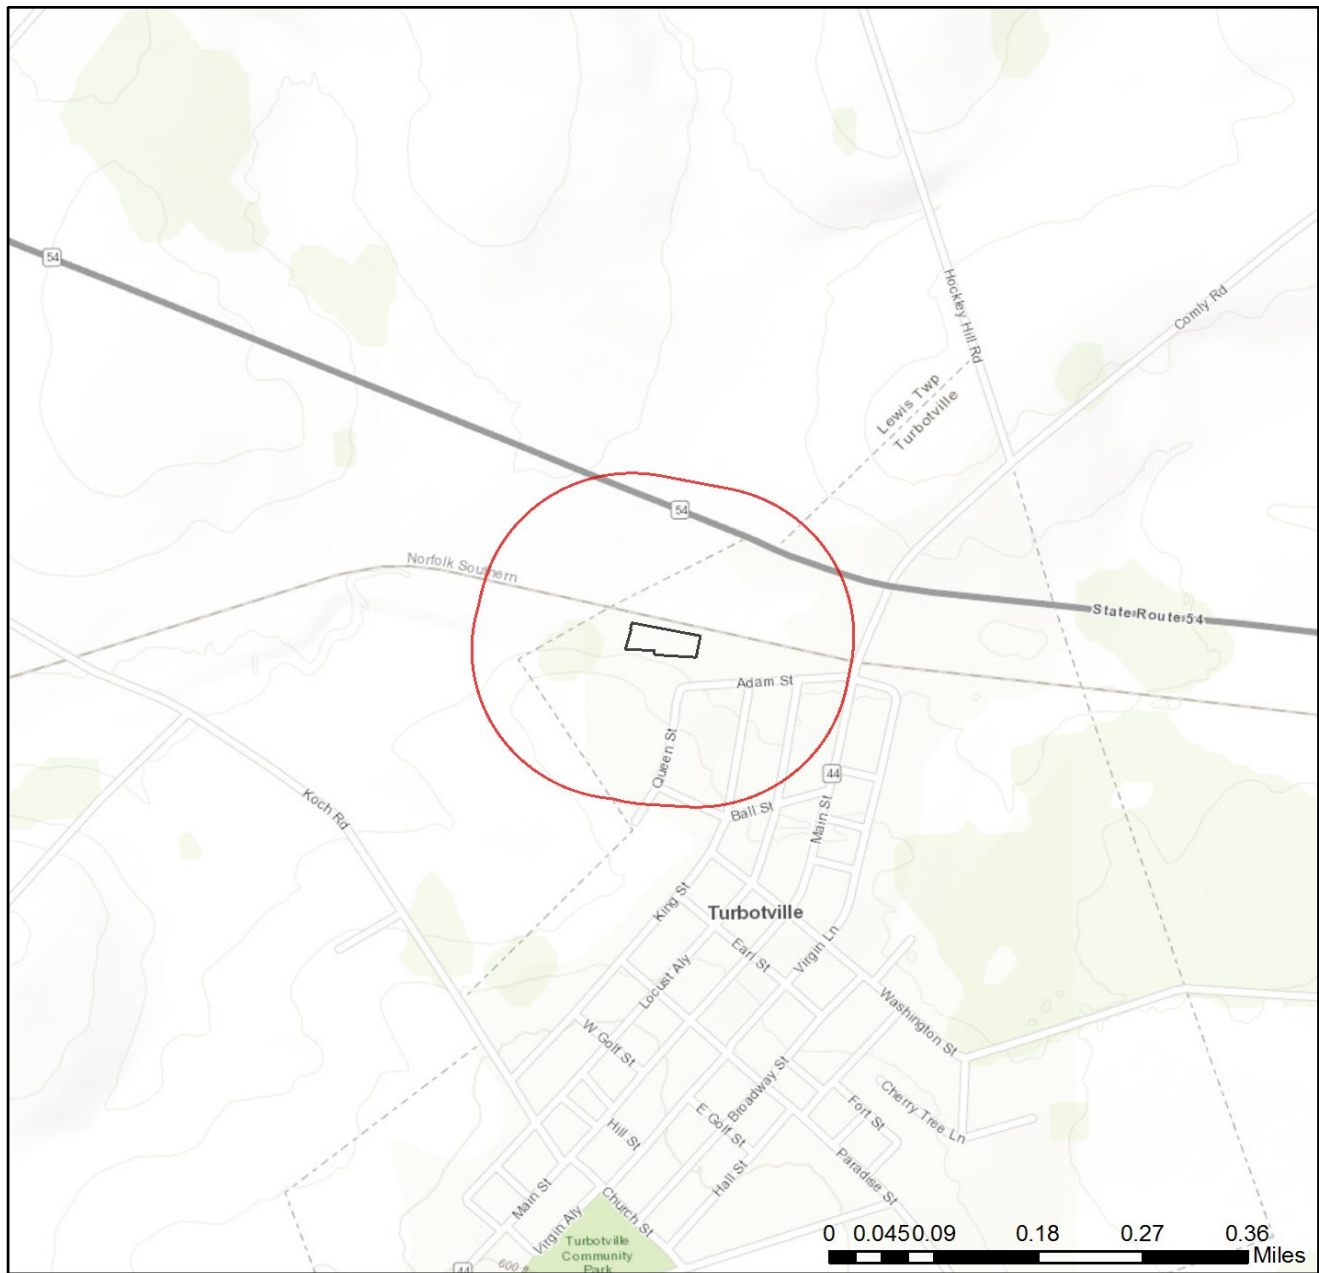 54
Hockley Hill Rd
Comly Rd
Lewis Twp
Turbotville
54
Norfolk Southern
State Route 54
Adam St
Queen St
44
Koch Rd
Ball St
Main St
King St
Turbotville
Earl St
Virgin Ln
Locust Aly
Washington St
W Golf St
Broadway St
Cherry Tree Ln
Fort St
E Golf St
Hill St
Hall St
Paradise St
Main St
Church St
Virgin Aly
Turbotville
Community
Park
44
600 ft
0 0.045 0.09 0.18 0.27 0.36
Miles